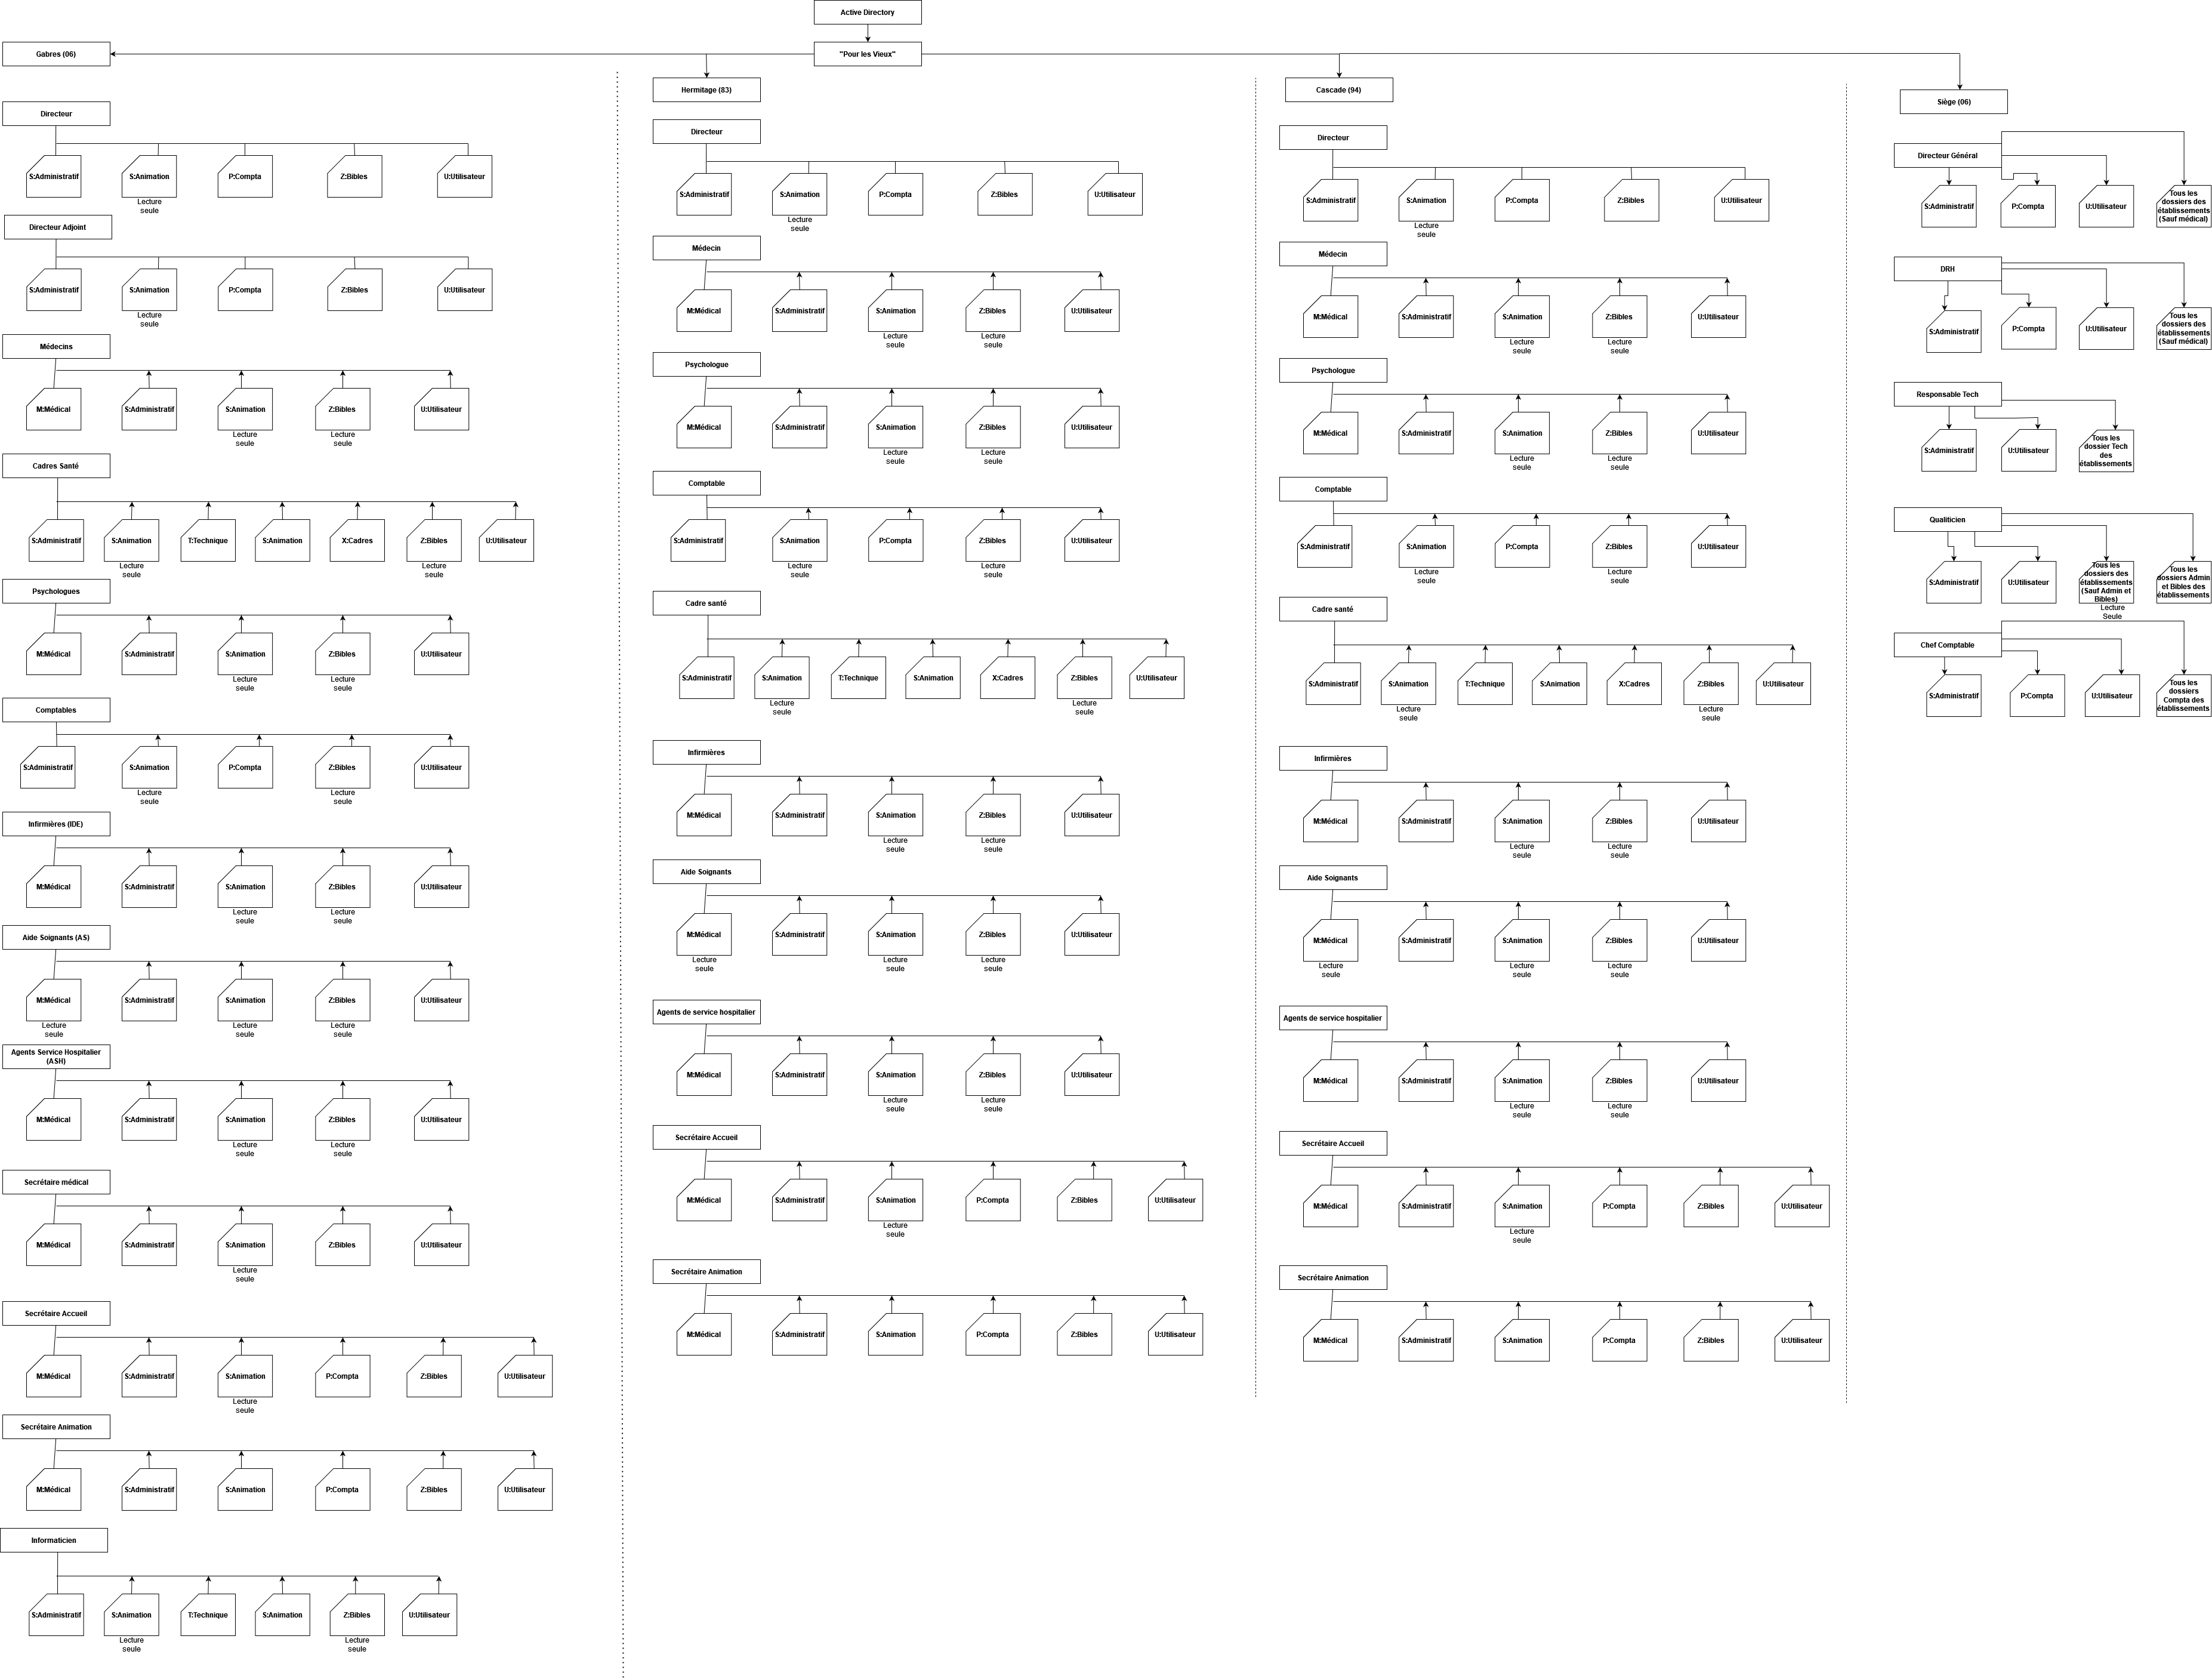 Active Directory
"Pour les Vieux"
Gabres (06)
Directeur
S:Administratif
S:Animation
P:Compta
Z:Bibles
U:Utilisateur
Lecture
seule
Directeur Adjoint
S:Administratif
S:Animation
P:Compta
Z:Bibles
U:Utilisateur
Lecture
seule
Médecins
M:Médical
S:Administratif
S:Animation
Z:Bibles
U:Utilisateur
Lecture
seule
Lecture
seule
Cadres Santé
S:Administratif
S:Animation
T:Technique
S:Animation
X:Cadres
Z:Bibles
U:Utilisateur
Lecture
seule
Lecture
seule
Psychologues
M:Médical
S:Administratif
S:Animation
Z:Bibles
U:Utilisateur
Lecture
seule
Lecture
seule
Comptables
S:Administratif
S:Animation
P:Compta
Z:Bibles
U:Utilisateur
Lecture
seule
Lecture
seule
Infirmières (IDE)
M:Médical
S:Administratif
S:Animation
Z:Bibles
U:Utilisateur
Lecture
seule
Lecture
seule
Aide Soignants (AS)
M:Médical
S:Administratif
S:Animation
Z:Bibles
U:Utilisateur
Lecture
seule
Lecture
seule
Lecture
seule
Agents Service Hospitalier
(ASH)
M:Médical
S:Administratif
S:Animation
Z:Bibles
U:Utilisateur
Lecture
seule
Lecture
seule
Secrétaire médical
M:Médical
S:Administratif
S:Animation
Z:Bibles
U:Utilisateur
Lecture
seule
Secrétaire Accueil
M:Médical
S:Administratif
S:Animation
P:Compta
Z:Bibles
U:Utilisateur
Lecture
seule
Secrétaire Animation
M:Médical
S:Administratif
S:Animation
P:Compta
Z:Bibles
U:Utilisateur
Informaticien
S:Administratif
S:Animation
T:Technique
S:Animation
Z:Bibles
U:Utilisateur
Lecture
seule
Lecture
seule
Hermitage (83)
Directeur
S:Administratif
S:Animation
P:Compta
Z:Bibles
U:Utilisateur
Lecture
seule
Médecin
M:Médical
S:Administratif
S:Animation
Z:Bibles
U:Utilisateur
Lecture
seule
Lecture
seule
Psychologue
M:Médical
S:Administratif
S:Animation
Z:Bibles
U:Utilisateur
Lecture
seule
Lecture
seule
Comptable
S:Administratif
S:Animation
P:Compta
Z:Bibles
U:Utilisateur
Lecture
seule
Lecture
seule
Cadre santé
S:Administratif
S:Animation
T:Technique
S:Animation
X:Cadres
Z:Bibles
U:Utilisateur
Lecture
seule
Lecture
seule
Infirmières
M:Médical
S:Administratif
S:Animation
Z:Bibles
U:Utilisateur
Lecture
seule
Lecture
seule
Aide Soignants
M:Médical
S:Administratif
S:Animation
Z:Bibles
U:Utilisateur
Lecture
seule
Lecture
seule
Lecture
seule
Agents de service hospitalier
M:Médical
S:Administratif
S:Animation
Z:Bibles
U:Utilisateur
Lecture
seule
Lecture
seule
Secrétaire Accueil
M:Médical
S:Administratif
S:Animation
P:Compta
Z:Bibles
U:Utilisateur
Lecture
seule
Secrétaire Animation
M:Médical
S:Administratif
S:Animation
P:Compta
Z:Bibles
U:Utilisateur
Cascade (94)
Directeur
S:Administratif
S:Animation
P:Compta
Z:Bibles
U:Utilisateur
Lecture
seule
Médecin
M:Médical
S:Administratif
S:Animation
Z:Bibles
U:Utilisateur
Lecture
seule
Lecture
seule
Psychologue
M:Médical
S:Administratif
S:Animation
Z:Bibles
U:Utilisateur
Lecture
seule
Lecture
seule
Comptable
S:Administratif
S:Animation
P:Compta
Z:Bibles
U:Utilisateur
Lecture
seule
Lecture
seule
Cadre santé
S:Administratif
S:Animation
T:Technique
S:Animation
X:Cadres
Z:Bibles
U:Utilisateur
Lecture
seule
Lecture
seule
Infirmières
M:Médical
S:Administratif
S:Animation
Z:Bibles
U:Utilisateur
Lecture
seule
Lecture
seule
Aide Soignants
M:Médical
S:Administratif
S:Animation
Z:Bibles
U:Utilisateur
Lecture
seule
Lecture
seule
Lecture
seule
Agents de service hospitalier
M:Médical
S:Administratif
S:Animation
Z:Bibles
U:Utilisateur
Lecture
seule
Lecture
seule
Secrétaire Accueil
M:Médical
S:Administratif
S:Animation
P:Compta
Z:Bibles
U:Utilisateur
Lecture
seule
Secrétaire Animation
M:Médical
S:Administratif
S:Animation
P:Compta
Z:Bibles
U:Utilisateur
Siège (06)
Directeur Général
S:Administratif
P:Compta
U:Utilisateur
Tous les
dossiers des
établissements
(Sauf médical)
DRH
S:Administratif
P:Compta
U:Utilisateur
Tous les
dossiers des
établissements
(Sauf médical)
Responsable Tech
S:Administratif
U:Utilisateur
Tous les
dossier Tech
des
établissements
Qualiticien
S:Administratif
U:Utilisateur
Tous les
dossiers des
établissements
(Sauf Admin et
Bibles)
Lecture
Seule
Tous les
dossiers Admin
et Bibles des
établissements
Chef Comptable
S:Administratif
P:Compta
U:Utilisateur
Tous les
dossiers
Compta des
établissements